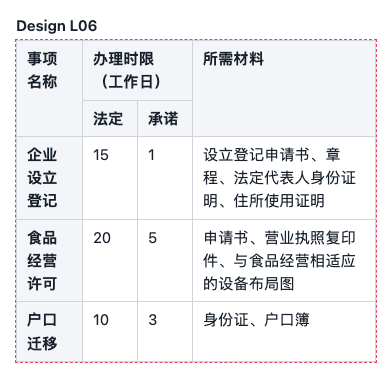 Design L06
事项
名称
办理时限
（工作日）
所需材料
法定
承诺
企业
设立
登记
15
1
设立登记申请书、章
程、法定代表人身份证
明、住所使用证明
食品
经营
许可
20
5
申请书、营业执照复印
件、与食品经营相适应
的设备布局图
户口
迁移
10
3
身份证、户口簿